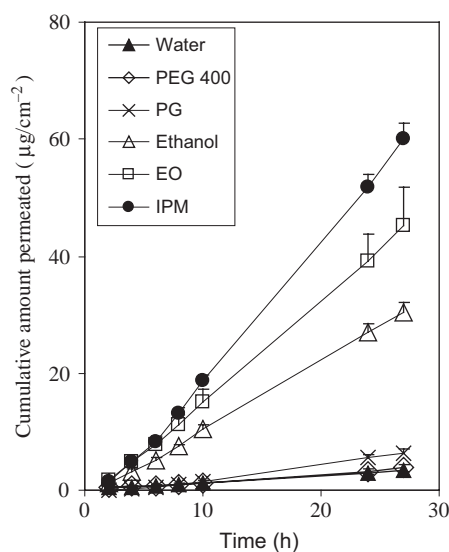 80
60
40
20
0
0
10
20
30
Cumulative amount permeated ( µg/cm⁻²)
Time (h)
Water
PEG 400
PG
Ethanol
EO
IPM